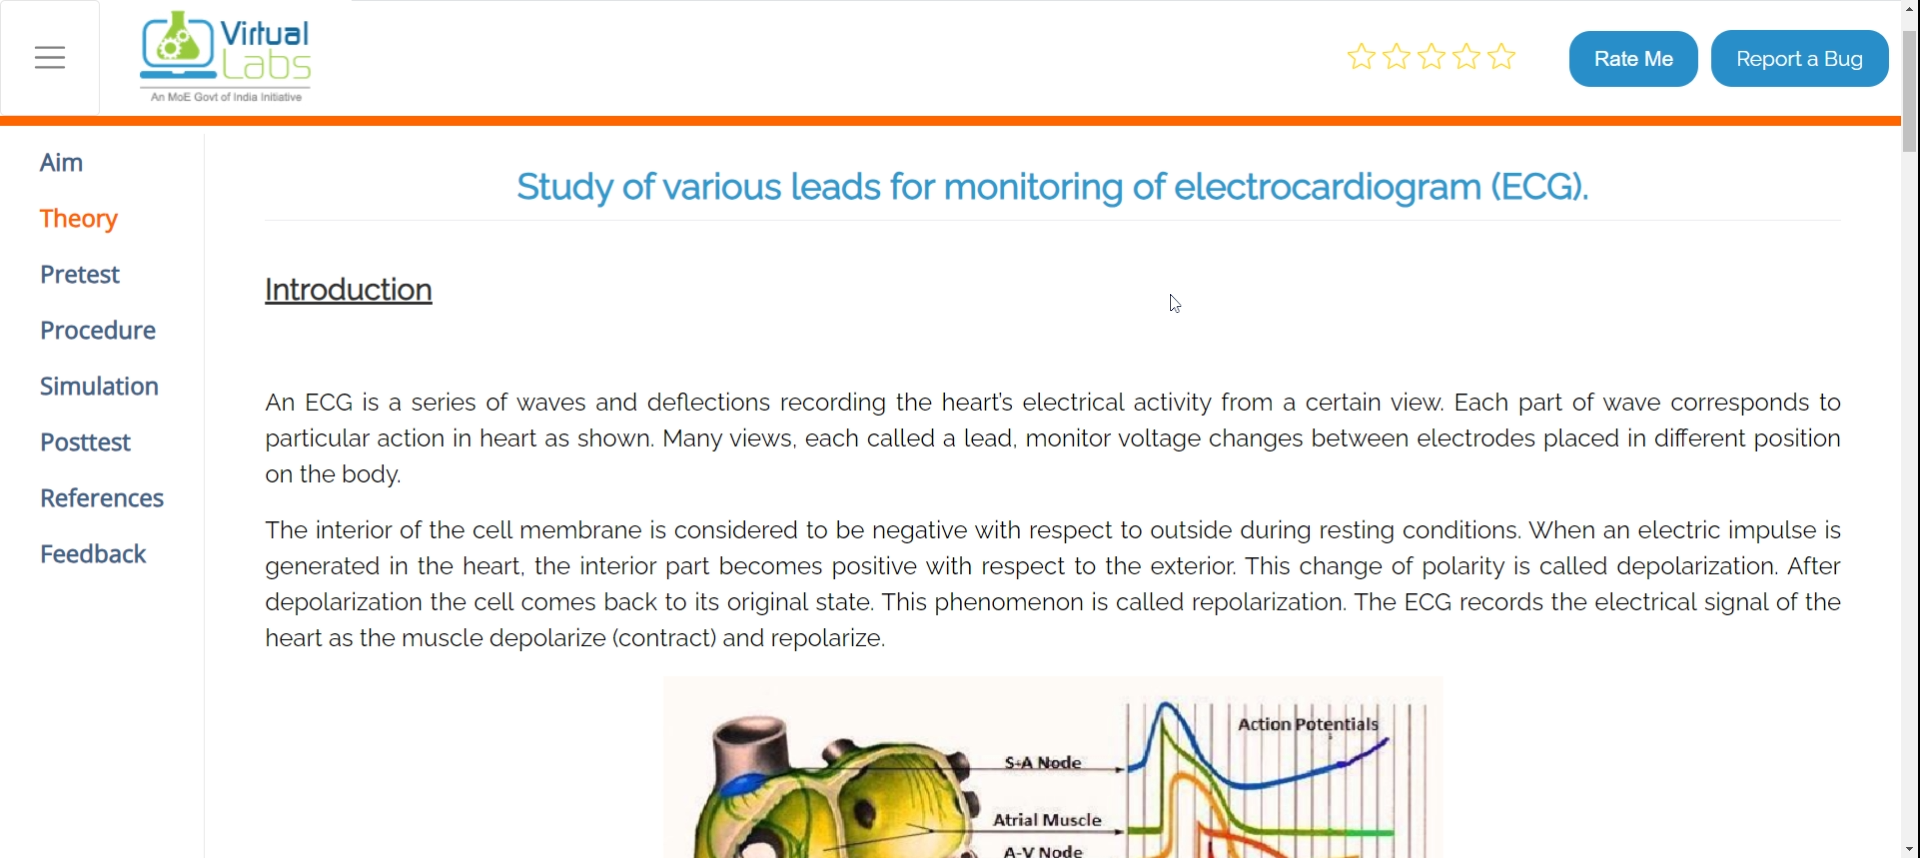 Virtual
Labs
An MoE Govt of India Initiative
Rate Me
Report a Bug
Aim
Theory
Pretest
Procedure
Simulation
Posttest
References
Feedback
Study of various leads for monitoring of electrocardiogram (ECG).
Introduction
An ECG is a series of waves and deflections recording the heart's electrical activity from a certain view. Each part of wave corresponds to
particular action in heart as shown. Many views, each called a lead, monitor voltage changes between electrodes placed in different position
on the body.
The interior of the cell membrane is considered to be negative with respect to outside during resting conditions. When an electric impulse is
generated in the heart, the interior part becomes positive with respect to the exterior. This change of polarity is called depolarization. After
depolarization the cell comes back to its original state. This phenomenon is called repolarization. The ECG records the electrical signal of the
heart as the muscle depolarize (contract) and repolarize.
Action Potentials
S-A Node
Atrial Muscle
A-V Node